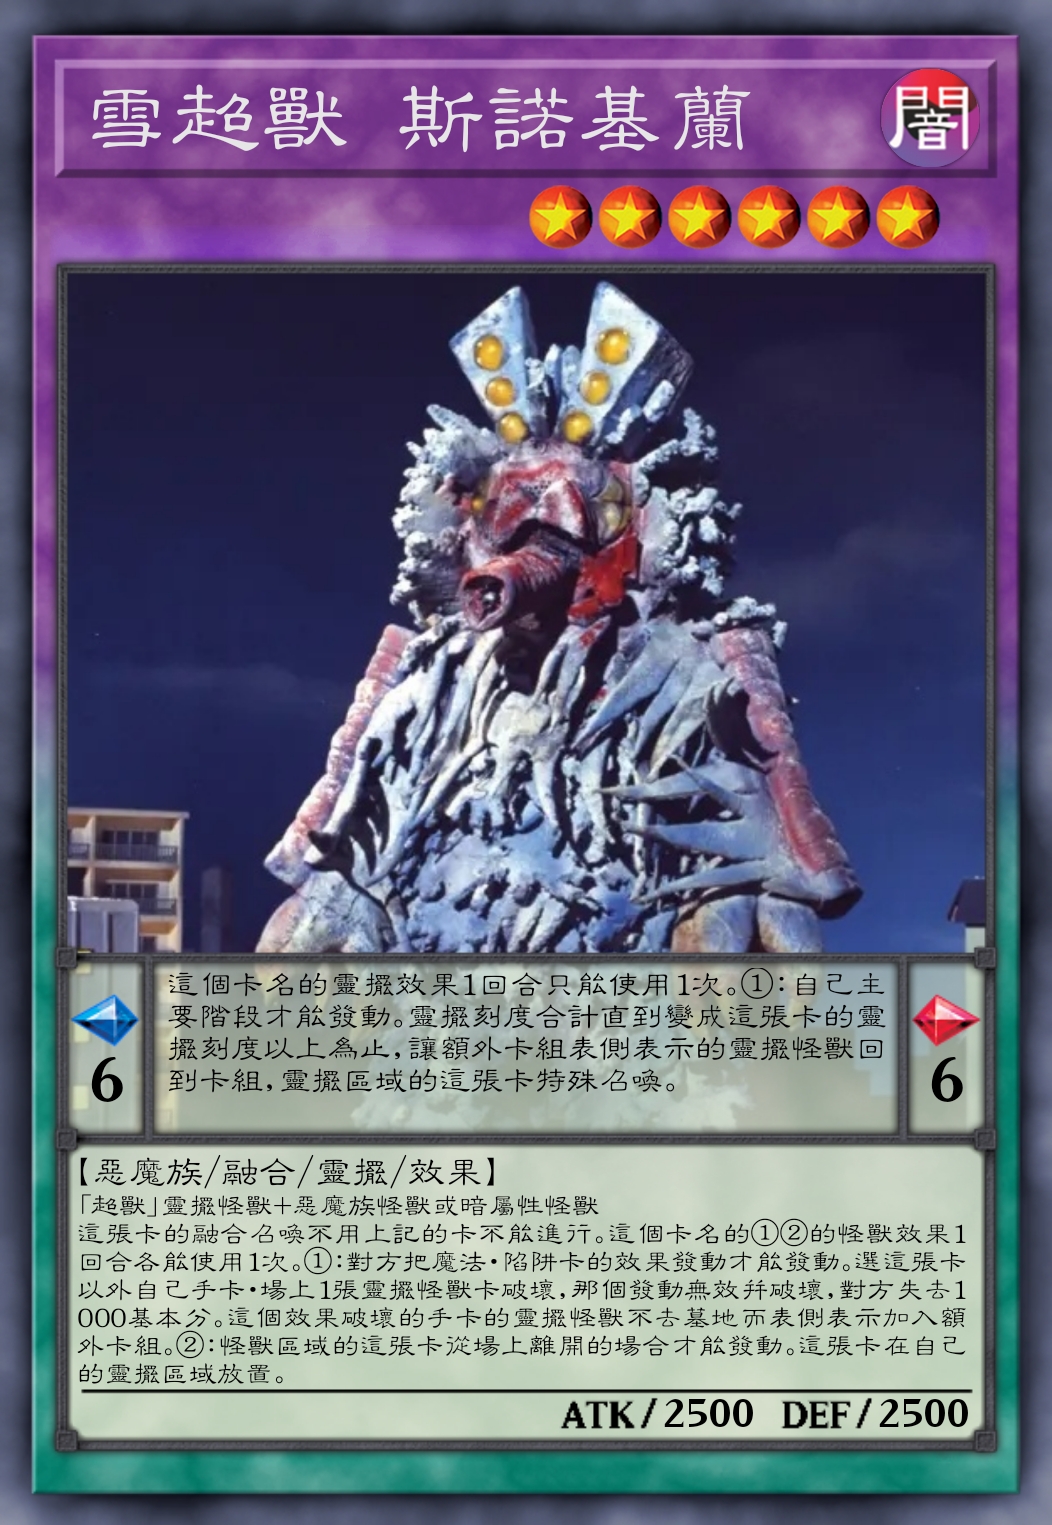 雪超獸 斯諾基蘭
闇
這個卡名的靈擺效果1回合只能使用1次。①：自己主
要階段才能發動。靈擺刻度合計直到變成這張卡的靈
擺刻度以上為止，讓額外卡組表側表示的靈擺怪獸回
到卡組，靈擺區域的這張卡特殊召喚。
6
6
【惡魔族/融合/靈擺/效果】
「超獸」靈擺怪獸+惡魔族怪獸或暗屬性怪獸
這張卡的融合召喚不用上記的卡不能進行。這個卡名的①②的怪獸效果1
回合各能使用1次。①：對方把魔法·陷阱卡的效果發動才能發動。選這張卡
以外自己手卡·場上1張靈擺怪獸卡破壞，那個發動無效并破壞，對方失去1
000基本分。這個效果破壞的手卡的靈擺怪獸不去墓地而表側表示加入額
外卡組。②：怪獸區域的這張卡從場上離開的場合才能發動。這張卡在自己
的靈擺區域放置。
ATK/2500 DEF/2500